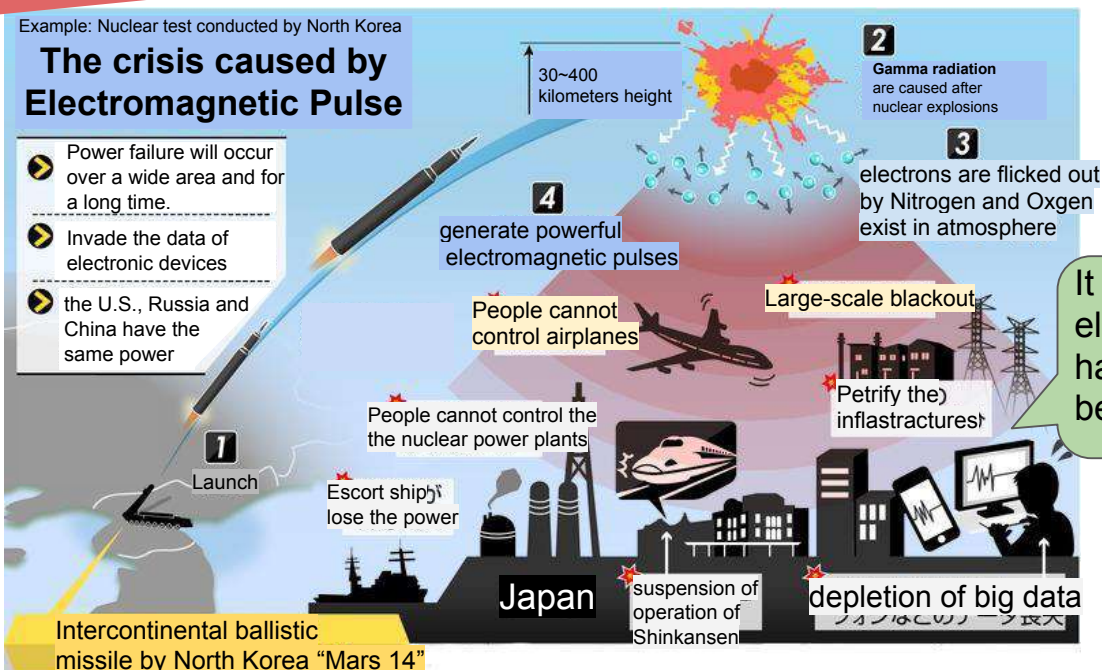 Example: Nuclear test conducted by North Korea
The crisis caused by
Electromagnetic Pulse
Power failure will occur
over a wide area and for
a long time.
Invade the data of
electronic devices
the U.S., Russia and
China have the
same power
1
Launch
Intercontinental ballistic
missile by North Korea “Mars 14”
30~400
kilometers height
2
Gamma radiation
are caused after
nuclear explosions
3
electrons are flicked out
by Nitrogen and Oxgen
exist in atmosphere
4
generate powerful
electromagnetic pulses
People cannot
control airplanes
Large-scale blackout
Petrify the
inflastractures
People cannot control the
the nuclear power plants
Escort ship
lose the power
Japan
suspension of
operation of
Shinkansen
depletion of big data
It